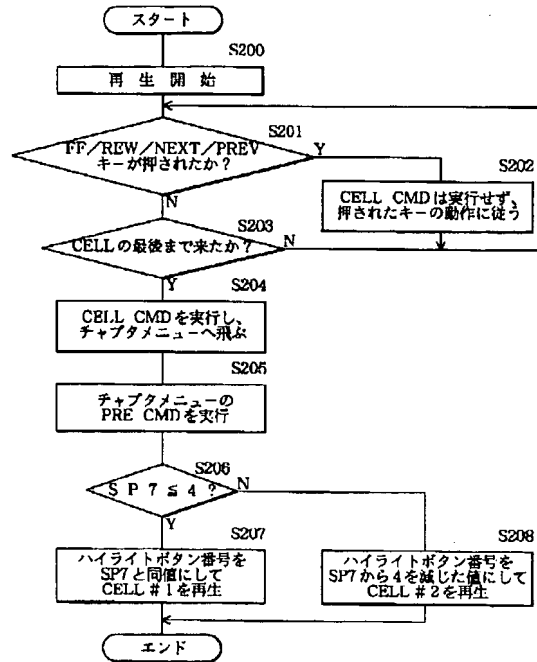 スタート
S200
再 生 開 始
S201
FF／REW／NEXT／PREV
キーが押されたか？
Y
N
S202
CELL CMDは実行せず、
押されたキーの動作に従う
S203
CELLの最後まで来たか？
N
Y
S204
CELL CMDを実行し、
チャプタメニューへ飛ぶ
S205
チャプタメニューの
PRE CMDを実行
S206
S P 7 ≦ 4 ？
N
Y
S207
ハイライトボタン番号を
SP7と同値にして
CELL＃1を再生
S208
ハイライトボタン番号を
SP7から4を減じた値にして
CELL＃2を再生
エンド